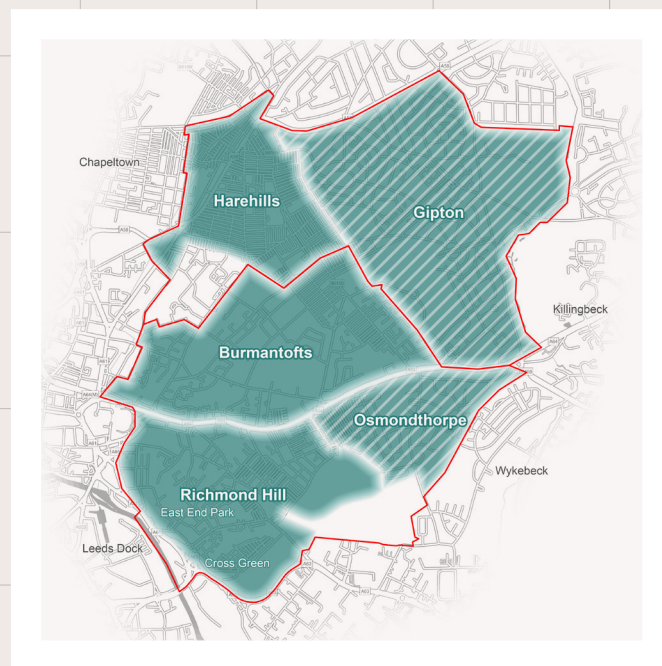 Chapeltown
Harehills
Gipton
Killingbeck
Burmantofts
Osmondthorpe
Wykebeck
Richmond Hill
East End Park
Leeds Dock
Cross Green